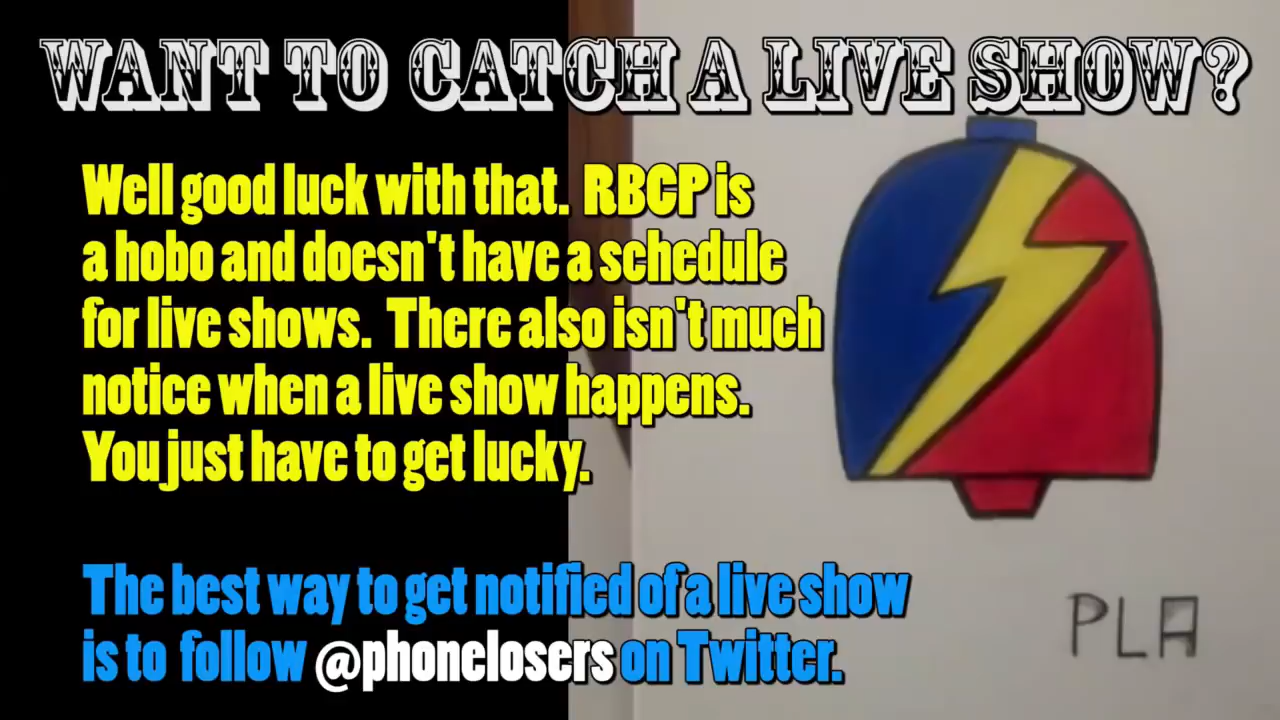 WANT TO CATCH A LIVE SHOW?
Well good luck with that. RBCP is
a hobo and doesn't have a schedule
for live shows. There also isn't much
notice when a live show happens.
You just have to get lucky.
The best way to get notified of a live show
is to follow @phonelosers on Twitter.
PLA